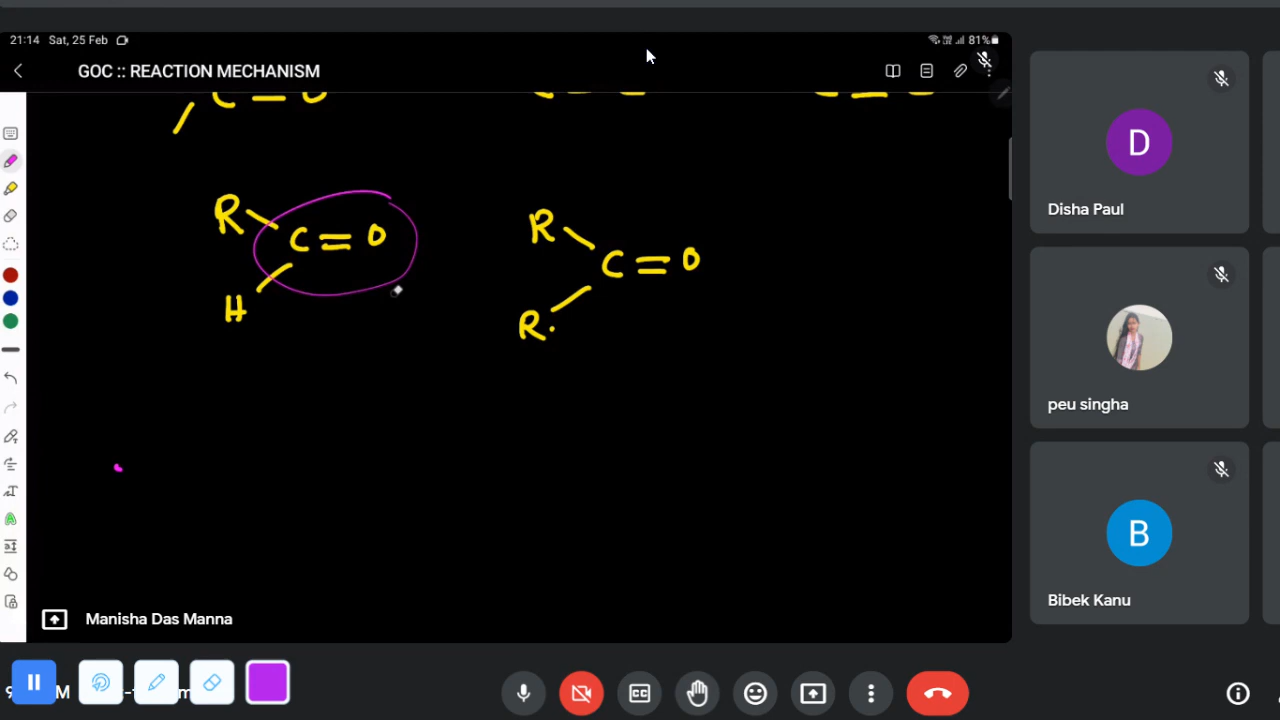 21:14 Sat, 25 Feb
81%
GOC :: REACTION MECHANISM
R
C = O
H
R
C = O
R.
Manisha Das Manna
D
Disha Paul
peu singha
B
Bibek Kanu